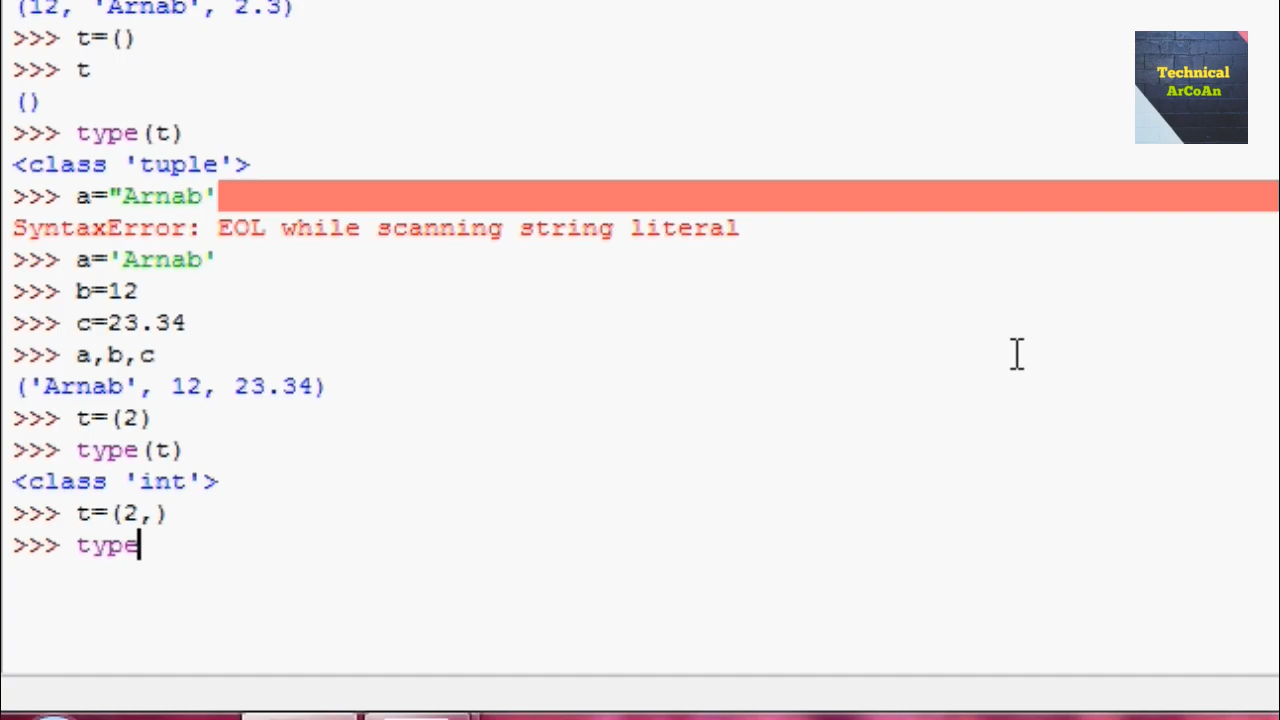 (12, 'Arnab', 2.3)
>>> t=()
>>> t
()
>>> type(t)
<class 'tuple'>
>>> a="Arnab'
SyntaxError: EOL while scanning string literal
>>> a='Arnab'
>>> b=12
>>> c=23.34
>>> a,b,c
('Arnab', 12, 23.34)
>>> t=(2)
>>> type(t)
<class 'int'>
>>> t=(2,)
>>> type
Technical
ArCoAn